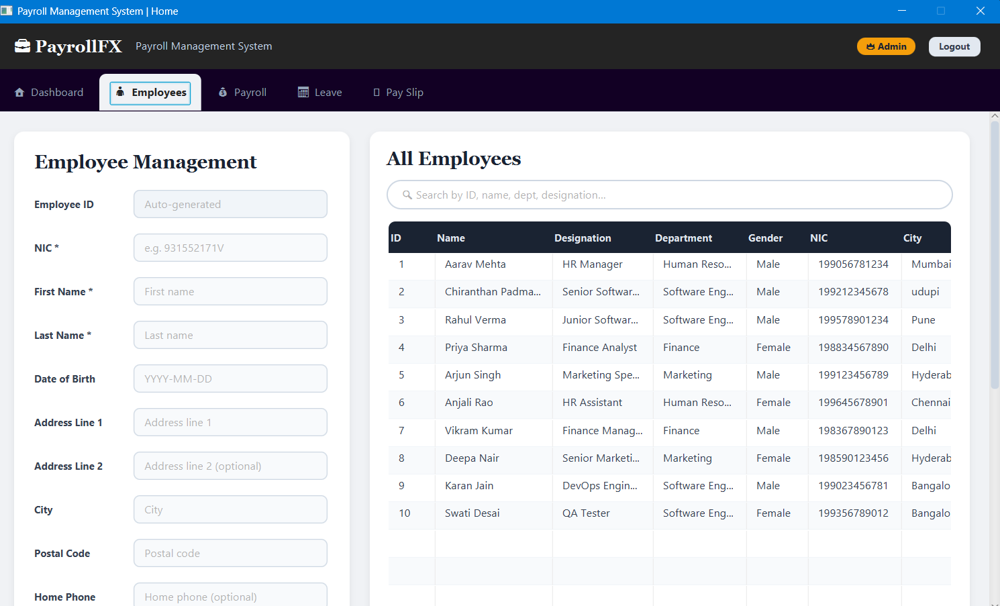 Payroll Management System | Home
PayrollFX Payroll Management System Admin Logout
Dashboard Employees Payroll Leave Pay Slip
Employee Management
Employee ID Auto-generated
NIC * e.g. 931552171V
First Name * First name
Last Name * Last name
Date of Birth YYYY-MM-DD
Address Line 1 Address line 1
Address Line 2 Address line 2 (optional)
City City
Postal Code Postal code
Home Phone Home phone (optional)
All Employees
Search by ID, name, dept, designation...
ID Name Designation Department Gender NIC City
1 Aarav Mehta HR Manager Human Reso... Male 199056781234 Mumbai
2 Chiranthan Padma... Senior Softwar... Software Eng... Male 199212345678 udupi
3 Rahul Verma Junior Softwar... Software Eng... Male 199578901234 Pune
4 Priya Sharma Finance Analyst Finance Female 198834567890 Delhi
5 Arjun Singh Marketing Spe... Marketing Male 199123456789 Hyderab
6 Anjali Rao HR Assistant Human Reso... Female 199645678901 Chennai
7 Vikram Kumar Finance Manag... Finance Male 198367890123 Delhi
8 Deepa Nair Senior Marketi... Marketing Female 198590123456 Hyderab
9 Karan Jain DevOps Engin... Software Eng... Male 199023456781 Bangalo
10 Swati Desai QA Tester Software Eng... Female 199356789012 Bangalo